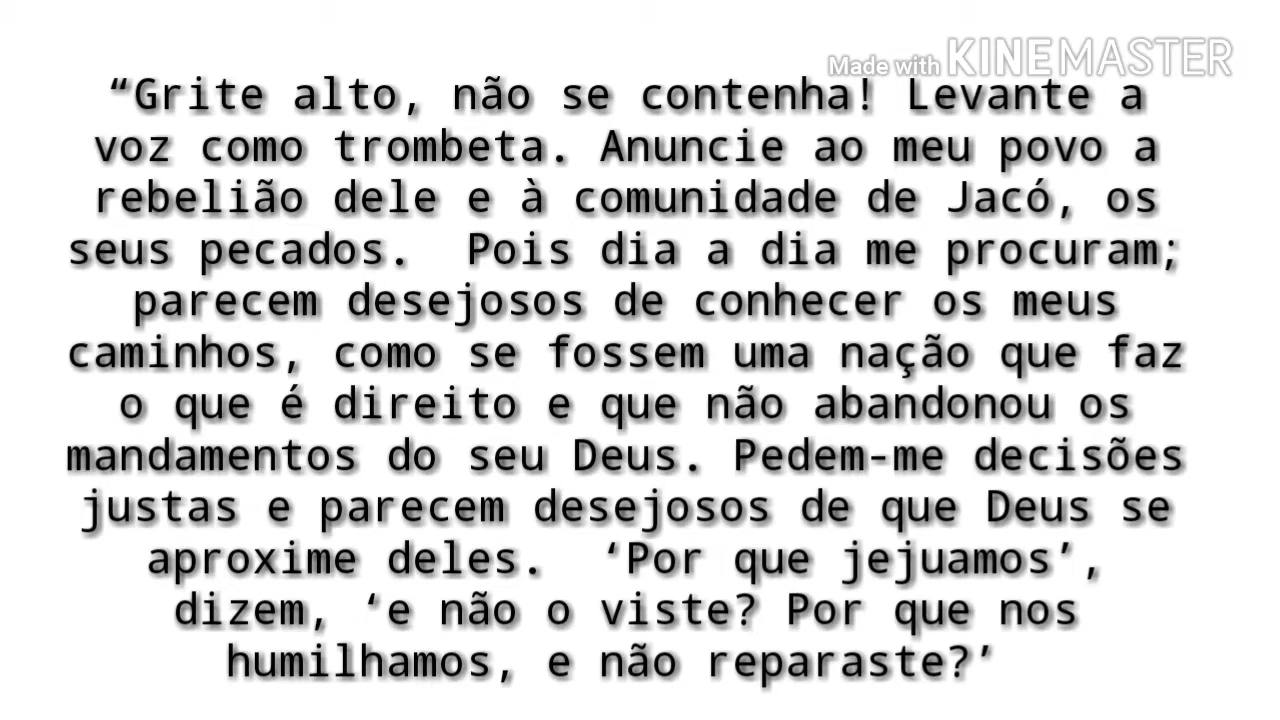 Made with KINEMASTER
“Grite alto, não se contenha! Levante a
voz como trombeta. Anuncie ao meu povo a
rebelião dele e à comunidade de Jacó, os
seus pecados.  Pois dia a dia me procuram;
parecem desejosos de conhecer os meus
caminhos, como se fossem uma nação que faz
o que é direito e que não abandonou os
mandamentos do seu Deus. Pedem-me decisões
justas e parecem desejosos de que Deus se
aproxime deles.  ‘Por que jejuamos’,
dizem, ‘e não o viste? Por que nos
humilhamos, e não reparaste?’